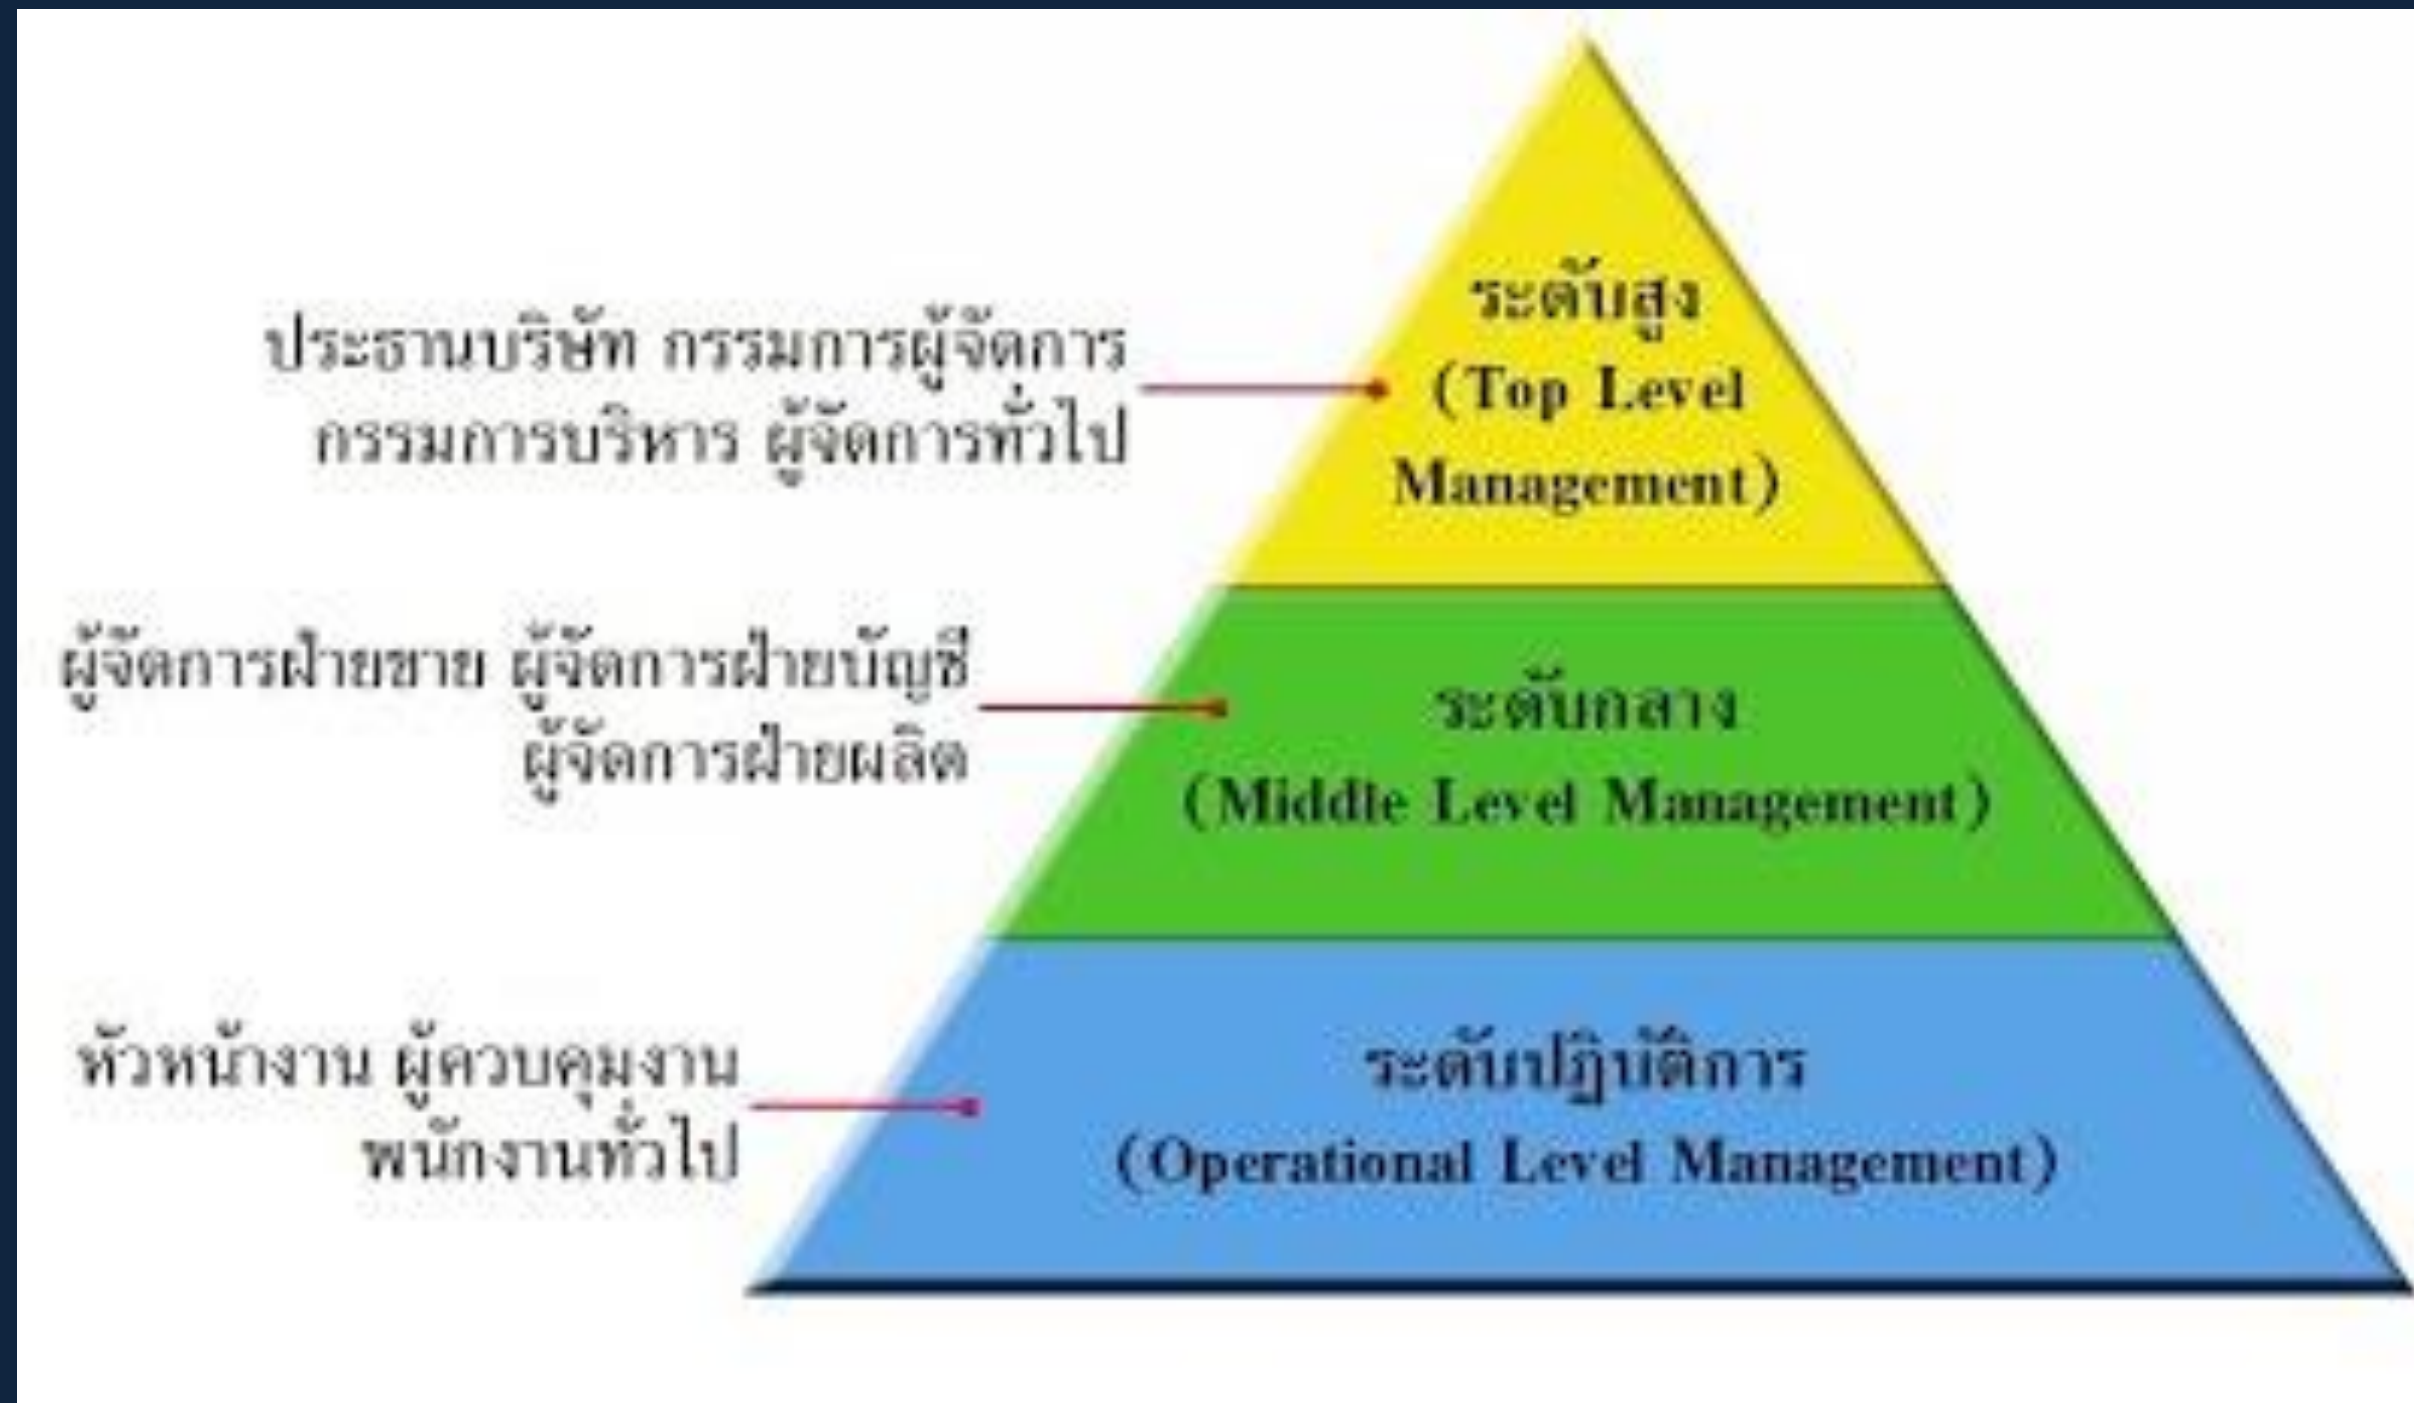 ระดับสูง
(Top Level
Management)
ประธานบริษัท กรรมการผู้จัดการ
กรรมการบริหาร ผู้จัดการทั่วไป
ระดับกลาง
(Middle Level Management)
ผู้จัดการฝ่ายขาย ผู้จัดการฝ่ายบัญชี
ผู้จัดการฝ่ายผลิต
ระดับปฏิบัติการ
(Operational Level Management)
หัวหน้างาน ผู้ควบคุมงาน
พนักงานทั่วไป